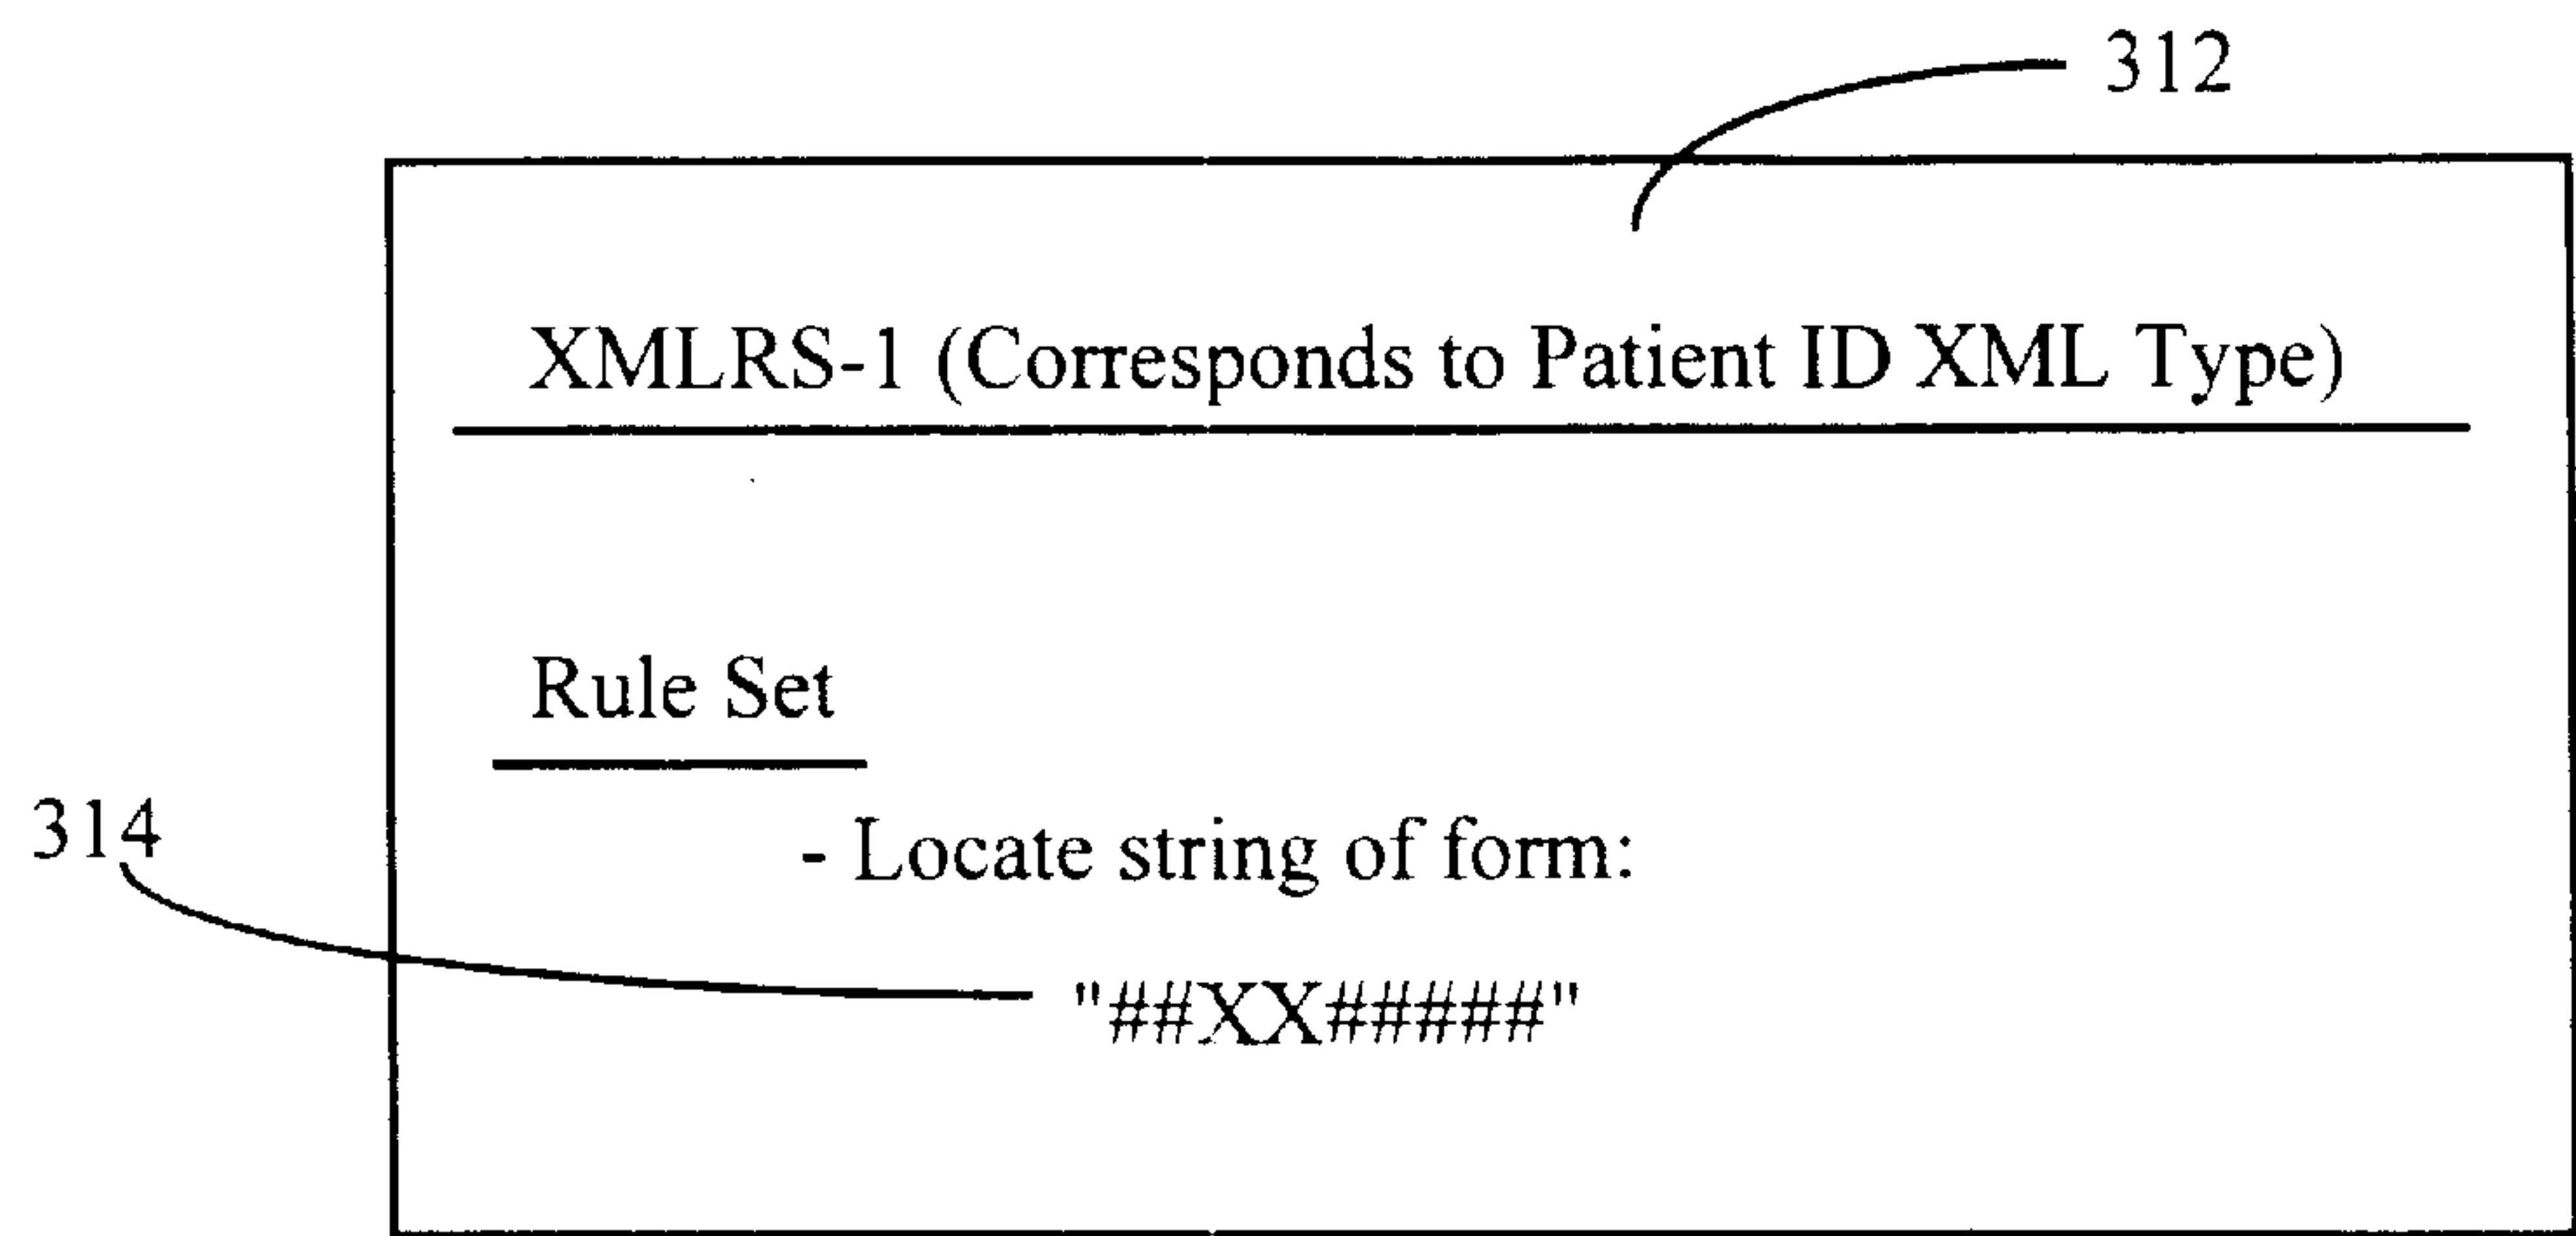 312
XMLRS-1 (Corresponds to Patient ID XML Type)
Rule Set
314
- Locate string of form:
"##XX#####"